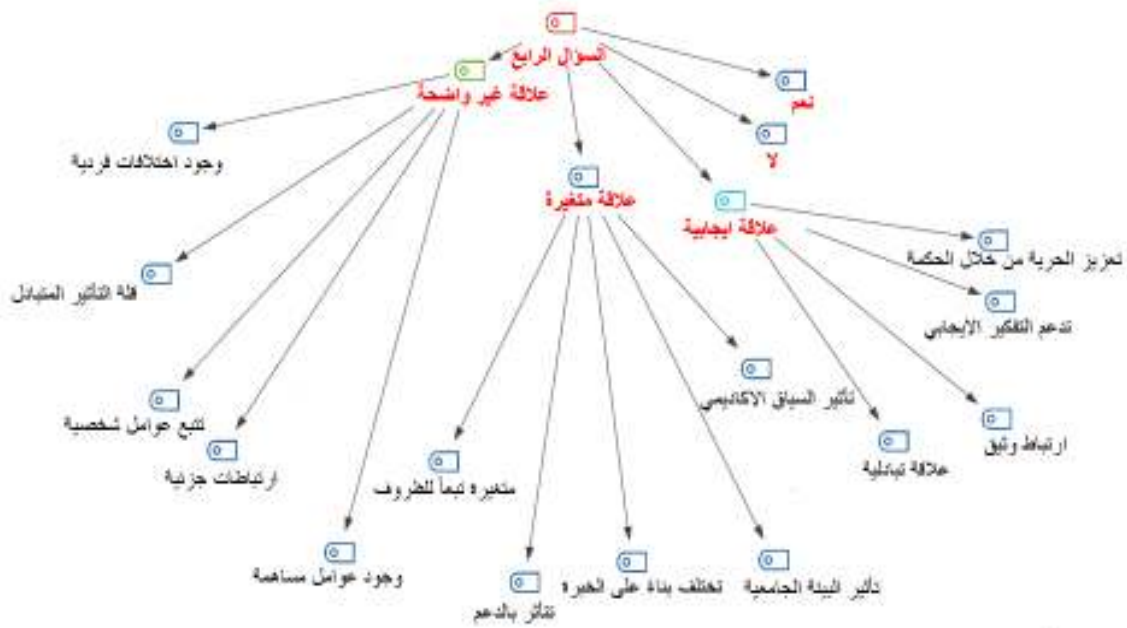 السؤال الرابع
نعم
علاقة غير واضحة
لا
وجود اختلافات فردية
علاقة متغيرة
علاقة ايجابية
تعزيز الحرية من خلال الحكمة
قلة التأثير المتبادل
تدعم التفكير الايجابي
تأثير السياق الاكاديمي
تتبع عوامل شخصية
ارتباط وثيق
علاقة تبادلية
ارتباطات جزئية
متغيرة تبعاً للظروف
وجود عوامل مساهمة
تأثير البيئة الجامعية
تختلف بناءً على الخبرة
تتأثر بالدعم